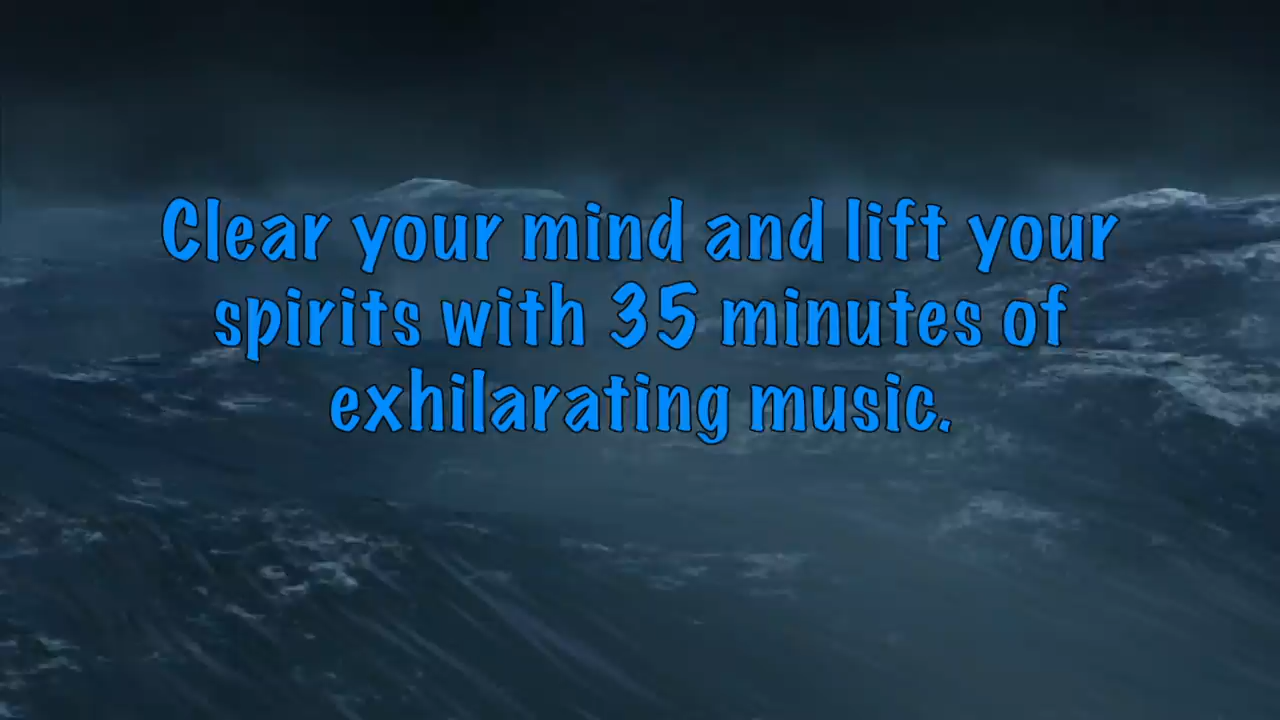 Clear your mind and lift your
spirits with 35 minutes of
exhilarating music.